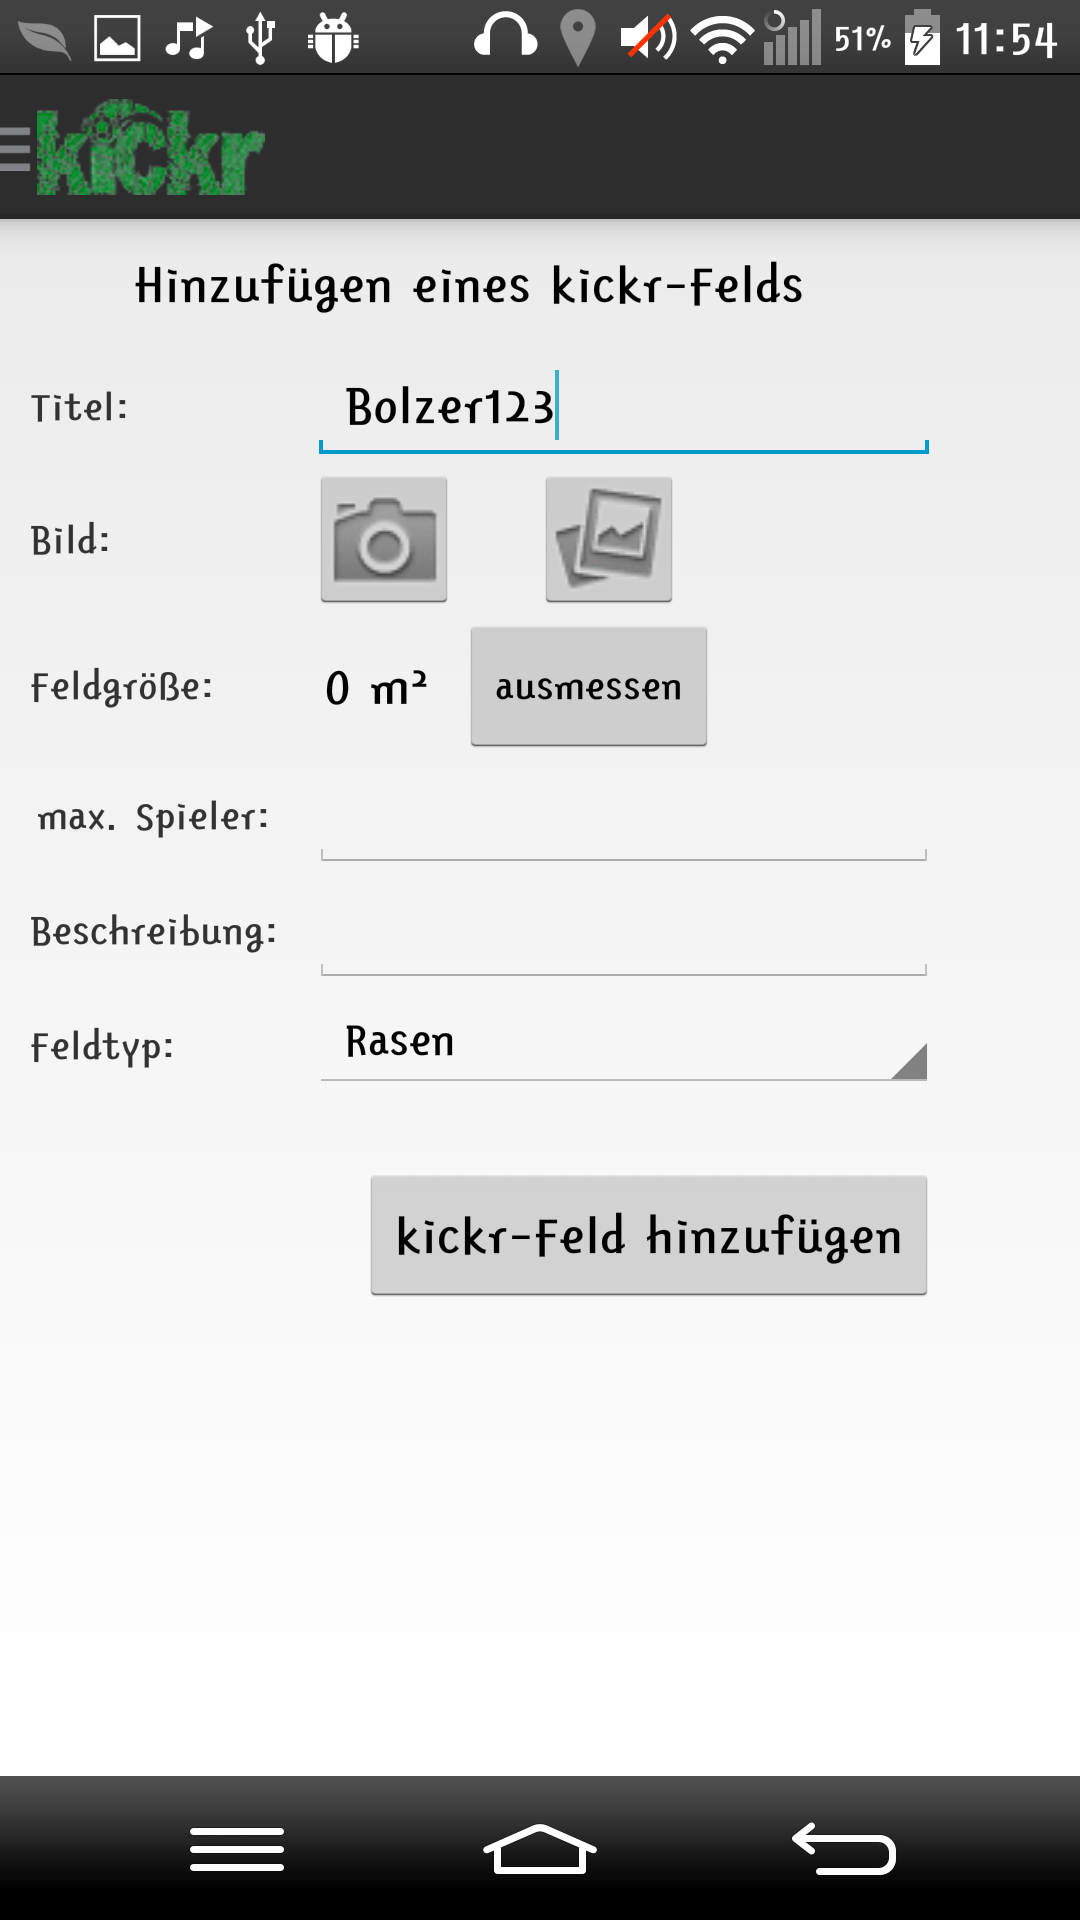 51% 11:54
kickr
Hinzufügen eines kickr-Felds
Titel: Bolzer123
Bild:
Feldgröße: 0 m² ausmessen
max. Spieler:
Beschreibung:
Feldtyp: Rasen
kickr-Feld hinzufügen